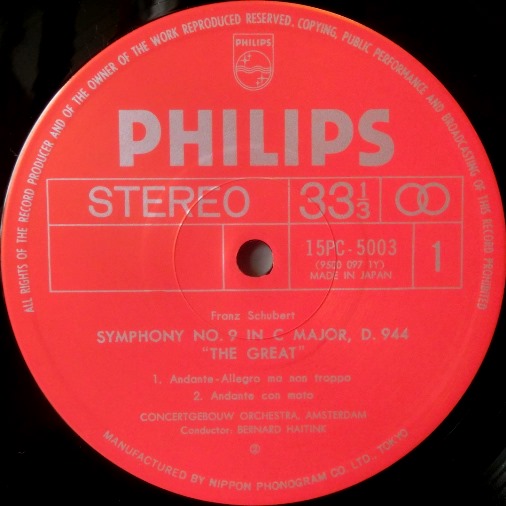 ALL RIGHTS OF THE RECORD PRODUCER AND OF THE OWNER OF THE WORK REPRODUCED RESERVED. COPYING, PUBLIC PERFORMANCE AND BROADCASTING OF THIS RECORD PROHIBITED
PHILIPS
PHILIPS
STEREO 33 1/3
15PC-5003 1
(9500 097 1Y)
MADE IN JAPAN
Franz Schubert
SYMPHONY NO. 9 IN C MAJOR, D. 944
"THE GREAT"
1. Andante-Allegro ma non troppo
2. Andante con moto
CONCERTGEBOUW ORCHESTRA, AMSTERDAM
Conductor: BERNARD HAITINK
Ⓟ
MANUFACTURED BY NIPPON PHONOGRAM CO. LTD., TOKYO